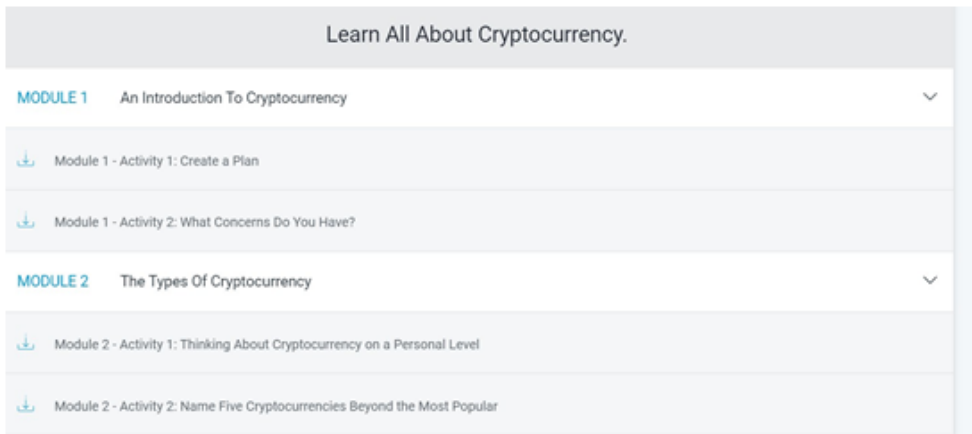 Learn All About Cryptocurrency.
MODULE 1 An Introduction To Cryptocurrency
Module 1 - Activity 1: Create a Plan
Module 1 - Activity 2: What Concerns Do You Have?
MODULE 2 The Types Of Cryptocurrency
Module 2 - Activity 1: Thinking About Cryptocurrency on a Personal Level
Module 2 - Activity 2: Name Five Cryptocurrencies Beyond the Most Popular